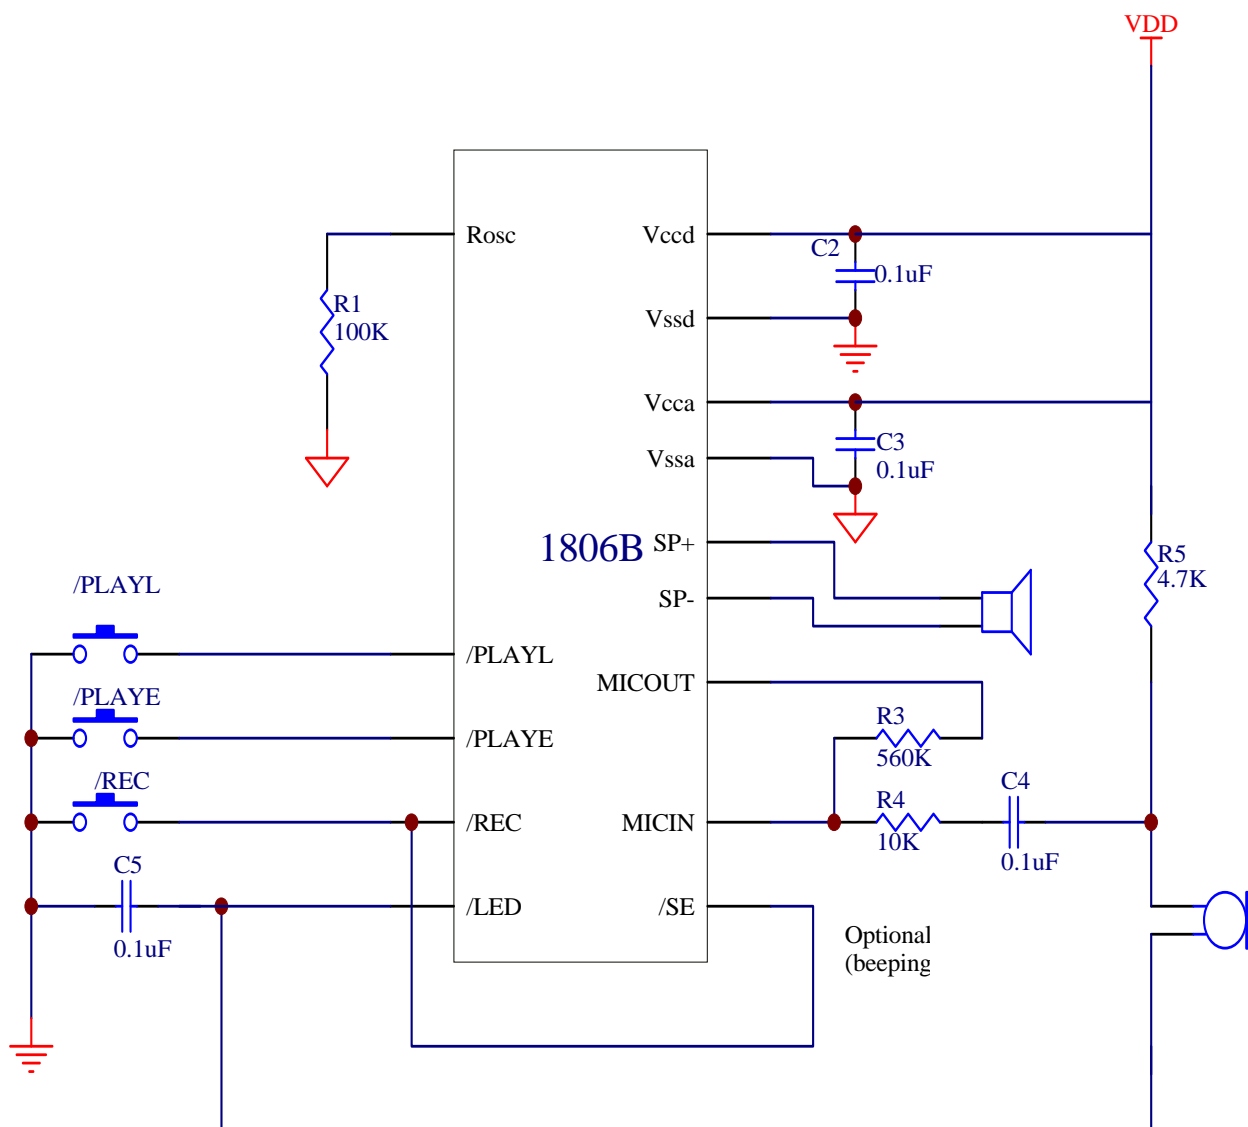 VDD
Rosc
Vccd
C2
0.1uF
R1
100K
Vssd
Vcca
C3
0.1uF
Vssa
1806B
SP+
R5
4.7K
/PLAYL
SP-
/PLAYL
MICOUT
/PLAYE
R3
560K
/PLAYE
/REC
C4
R4
10K
0.1uF
/REC
MICIN
C5
0.1uF
/LED
/SE
Optional
(beeping